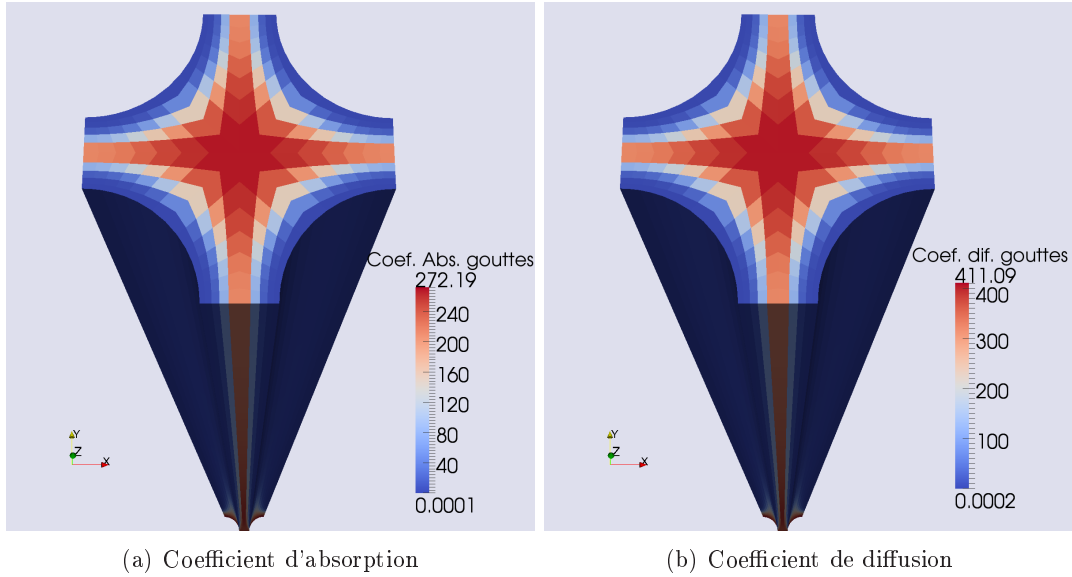 Coef. Abs. gouttes
272.19
240
200
160
120
80
40
0.0001
Y
Z
X
(a) Coefficient d'absorption
Coef. dif. gouttes
411.09
400
300
200
100
0.0002
Y
Z
X
(b) Coefficient de diffusion